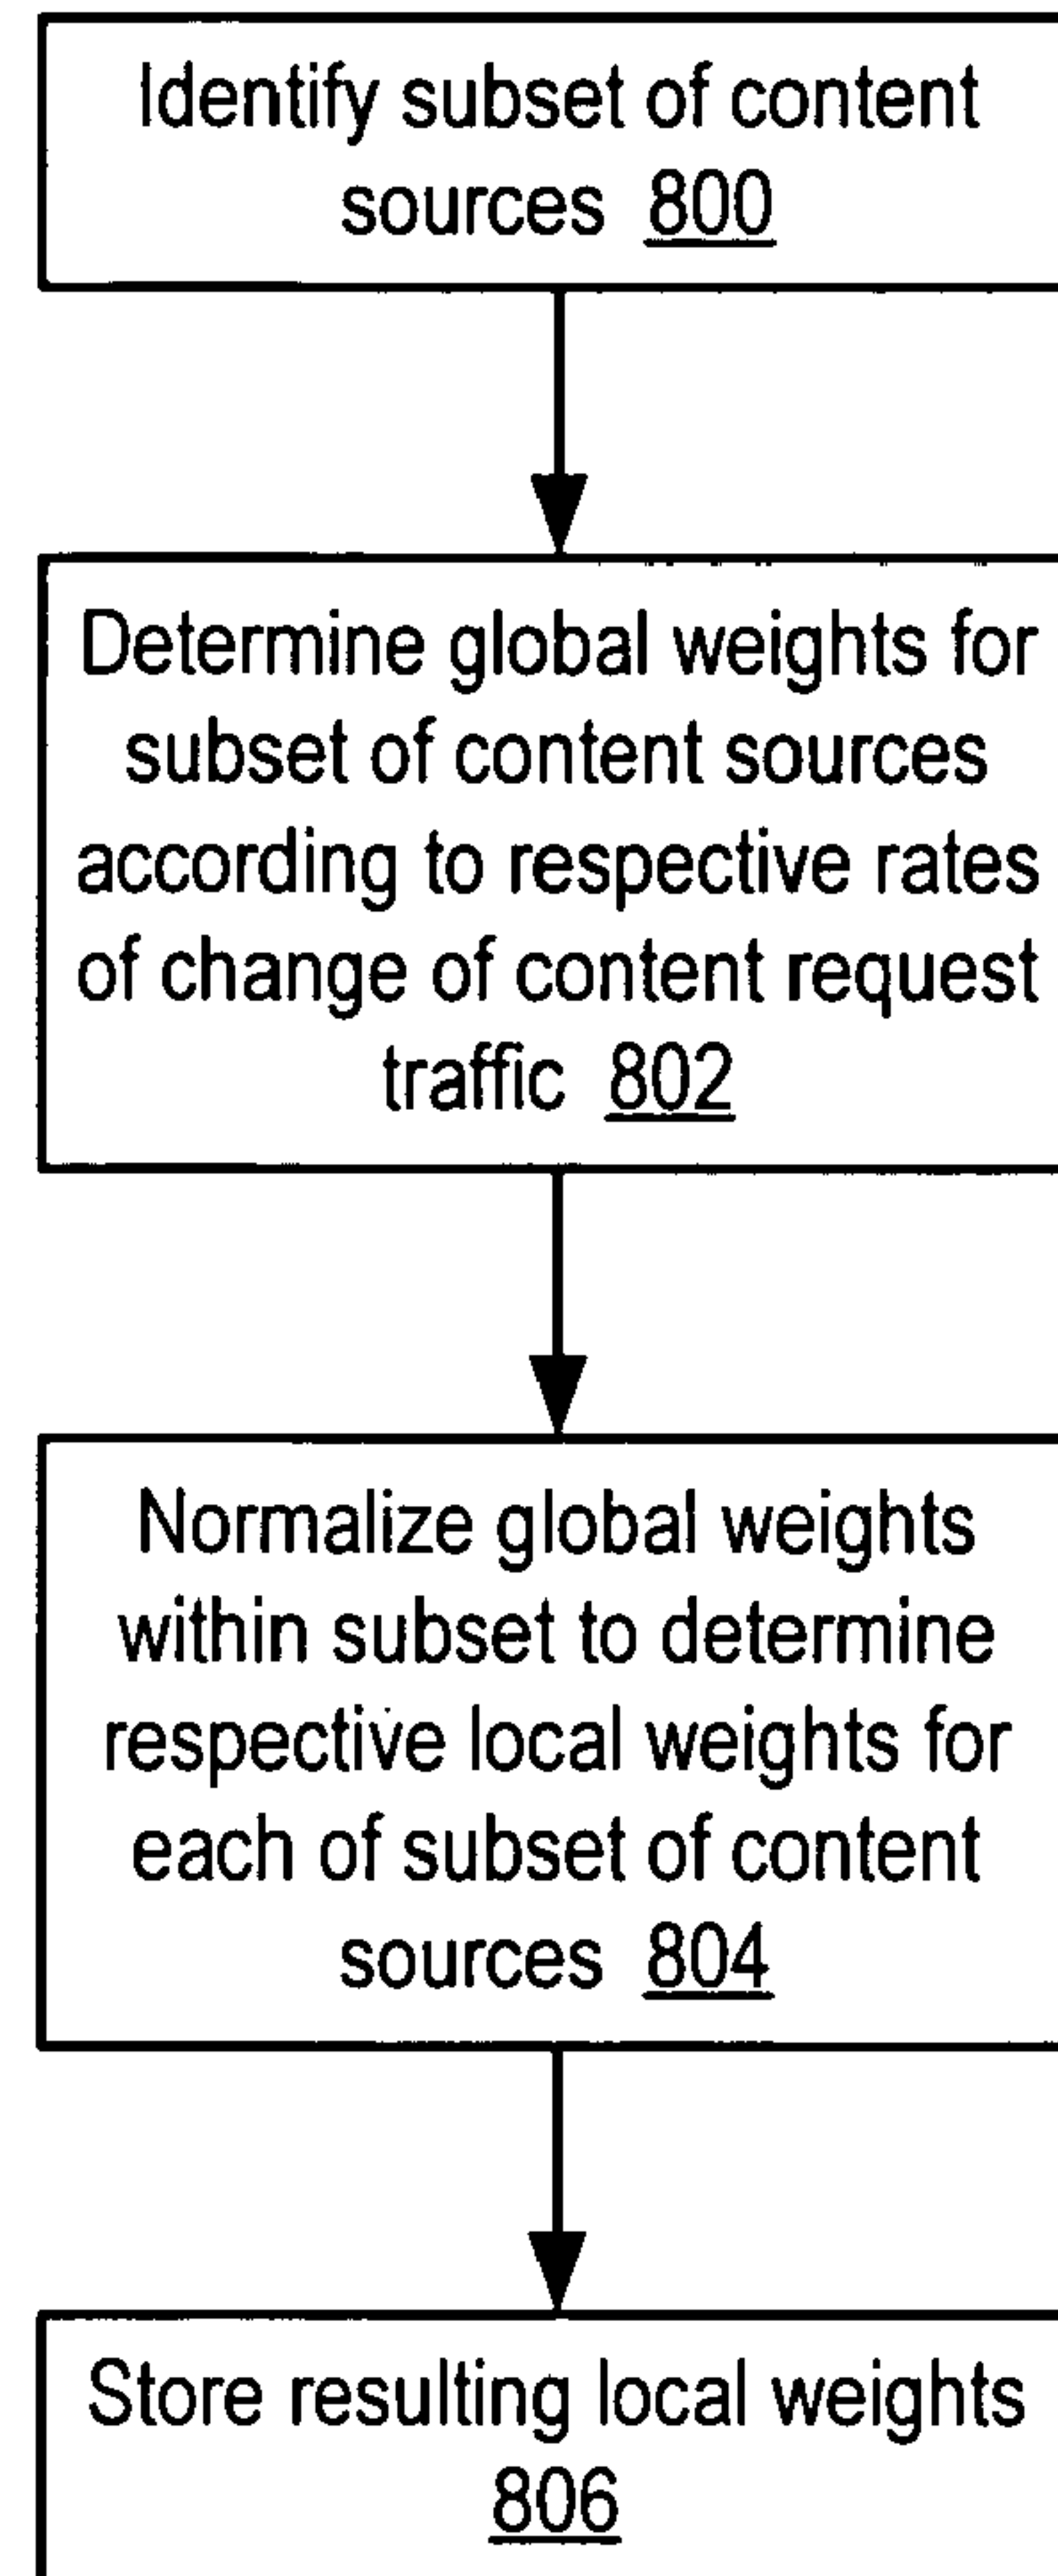 Identify subset of content
sources 800
Determine global weights for
subset of content sources
according to respective rates
of change of content request
traffic 802
Normalize global weights
within subset to determine
respective local weights for
each of subset of content
sources 804
Store resulting local weights
806